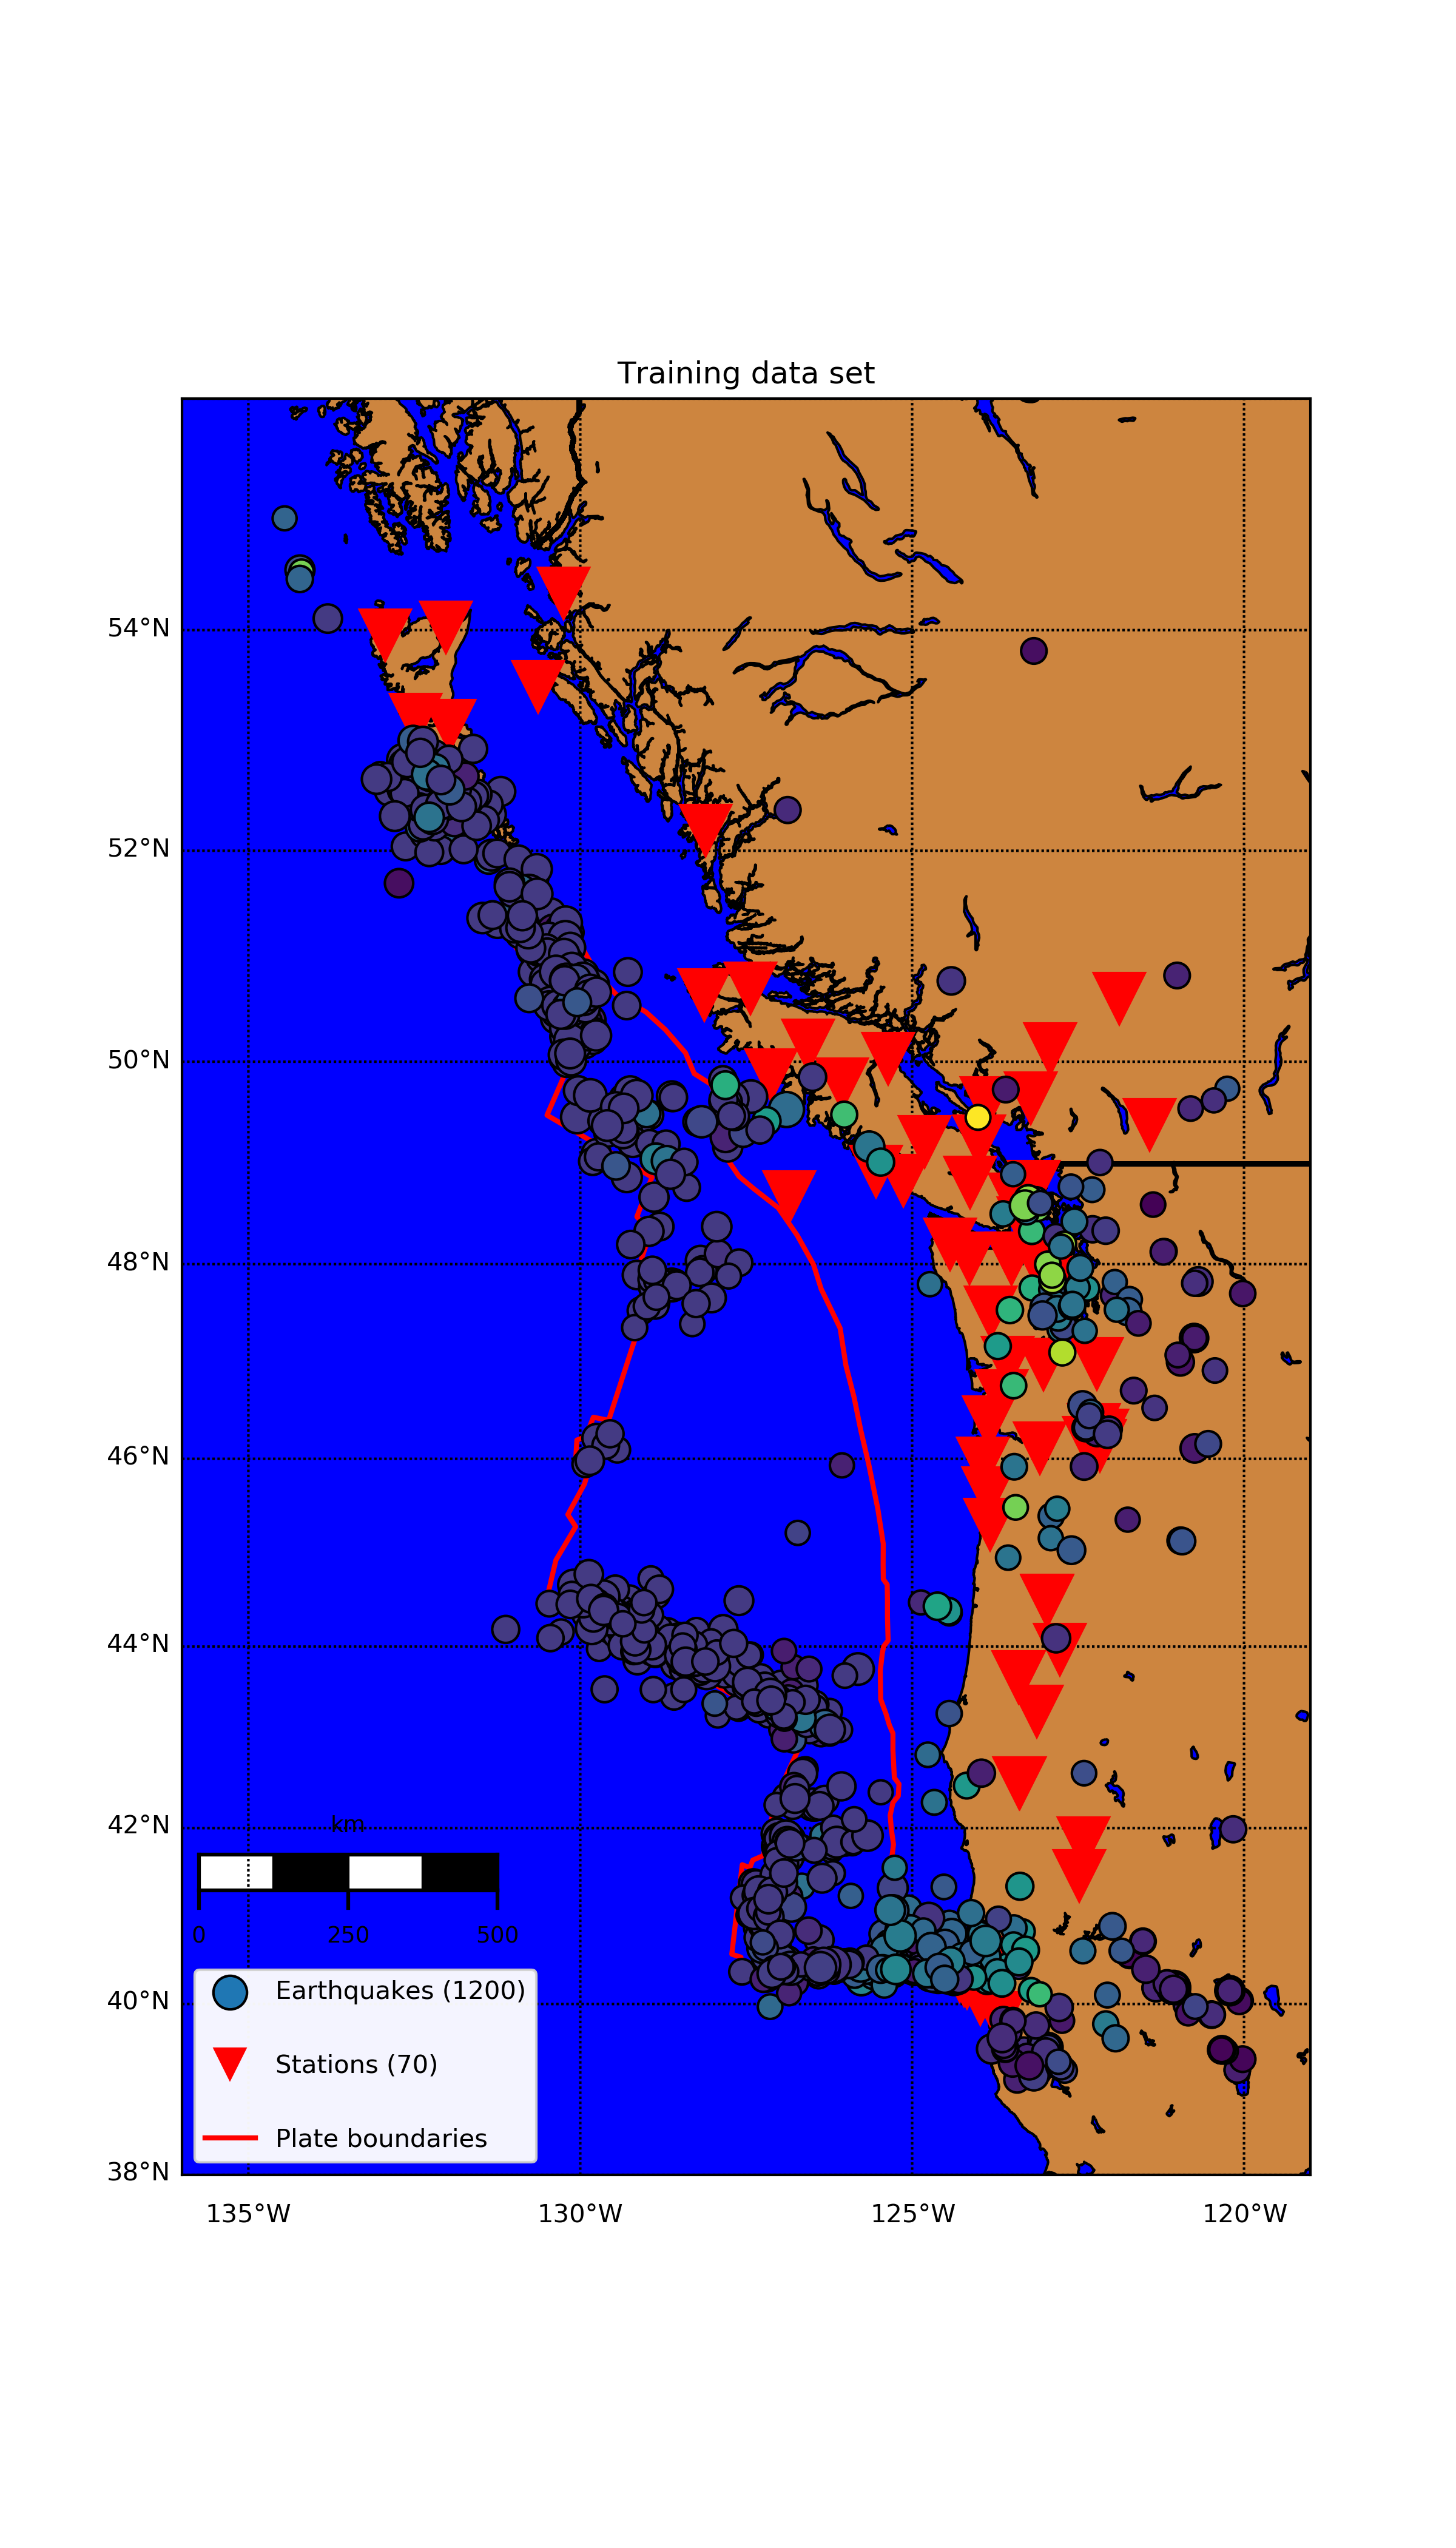 Training data set
54°N
52°N
50°N
48°N
46°N
44°N
42°N
40°N
38°N
km
0 250 500
Earthquakes (1200)
Stations (70)
Plate boundaries
135°W 130°W 125°W 120°W